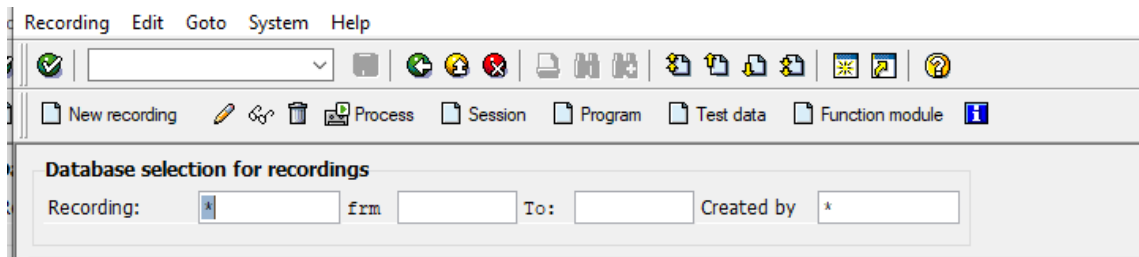 Recording Edit Goto System Help
New recording Process Session Program Test data Function module
Database selection for recordings
Recording: * frm To: Created by *